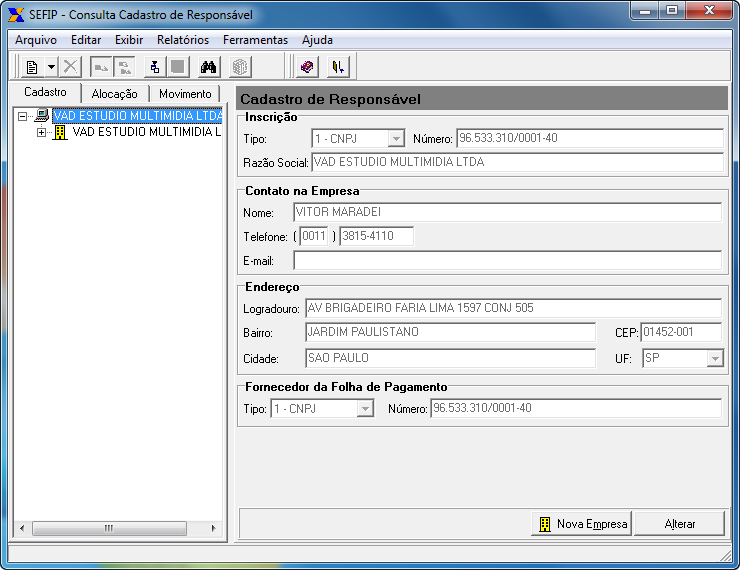 SEFIP - Consulta Cadastro de Responsável
Arquivo Editar Exibir Relatórios Ferramentas Ajuda
Cadastro Alocação Movimento
VAD ESTUDIO MULTIMIDIA LTDA
VAD ESTUDIO MULTIMIDIA L
Cadastro de Responsável
Inscrição
Tipo: 1 - CNPJ Número: 96.533.310/0001-40
Razão Social: VAD ESTUDIO MULTIMIDIA LTDA
Contato na Empresa
Nome: VITOR MARADEI
Telefone: ( 0011 ) 3815-4110
E-mail:
Endereço
Logradouro: AV BRIGADEIRO FARIA LIMA 1597 CONJ 505
Bairro: JARDIM PAULISTANO CEP: 01452-001
Cidade: SAO PAULO UF: SP
Fornecedor da Folha de Pagamento
Tipo: 1 - CNPJ Número: 96.533.310/0001-40
Nova Empresa Alterar